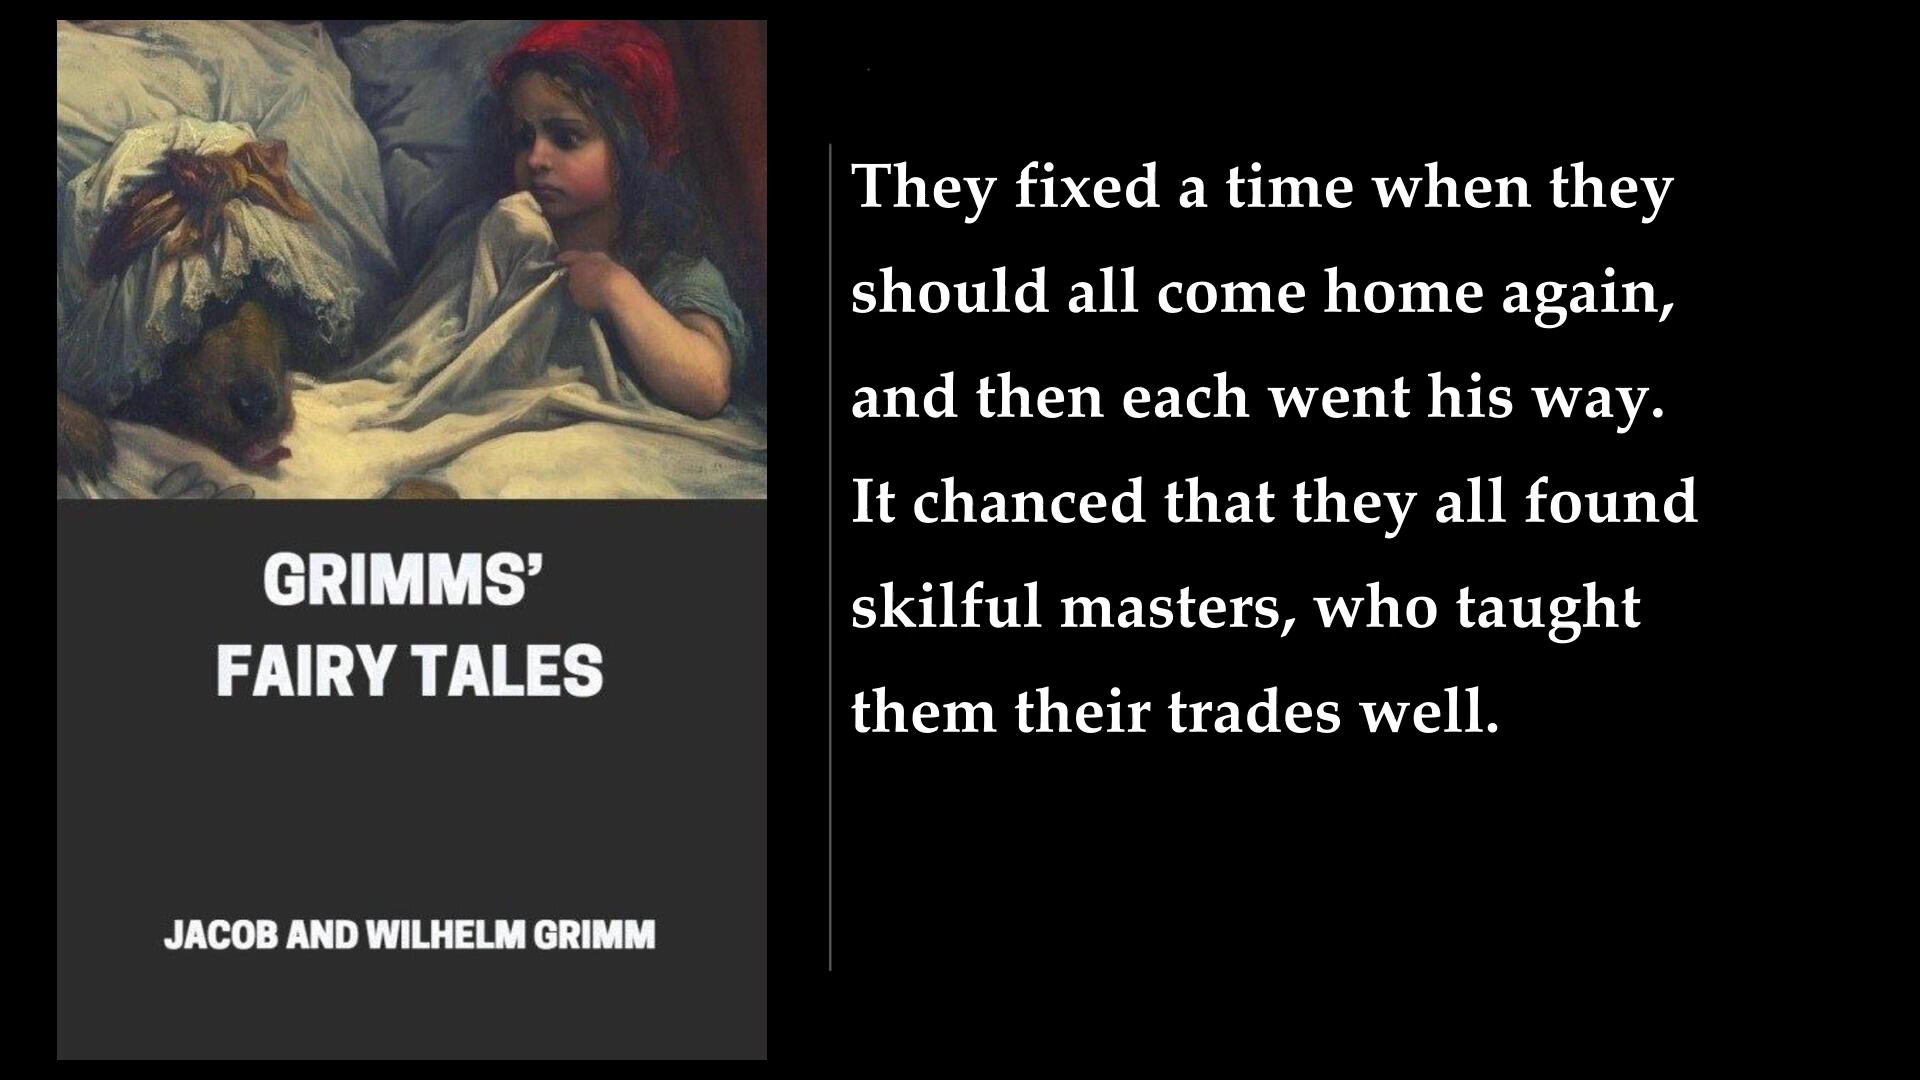 GRIMMS’
FAIRY TALES
JACOB AND WILHELM GRIMM
They fixed a time when they
should all come home again,
and then each went his way.
It chanced that they all found
skilful masters, who taught
them their trades well.